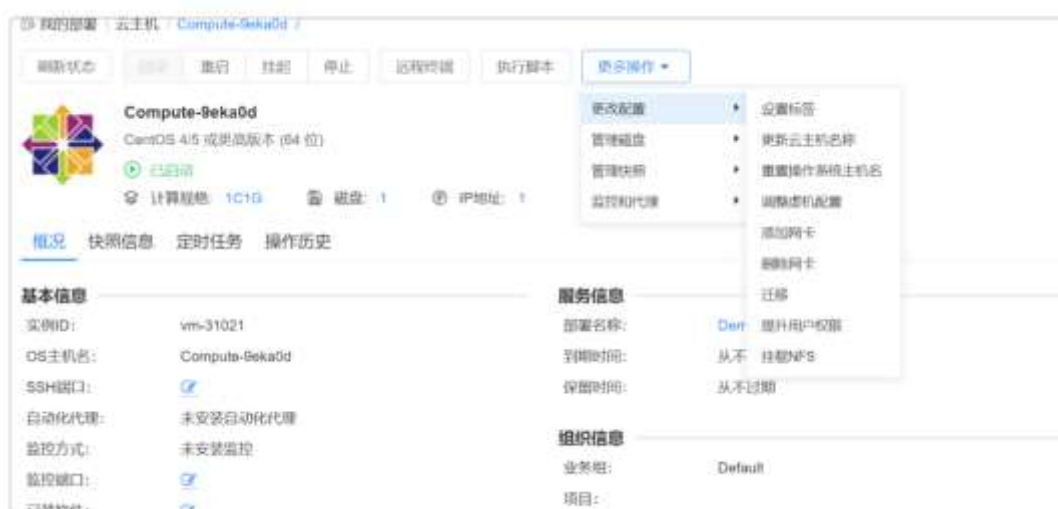 我的部署 / 云主机 / Compute-9eka0d /
刷新状态 启动 重启 挂起 停止 远程终端 执行脚本 更多操作
Compute-9eka0d
CentOS 4/5 或更高版本 (64 位)
已启动
计算规格: 1C1G 磁盘: 1 IP地址: 1
更改配置
管理磁盘
管理快照
监控和代理
设置标签
更新云主机名称
重置操作系统主机名
调整虚机配置
添加网卡
删除网卡
迁移
提升用户权限
挂载NFS
概况 快照信息 定时任务 操作历史
基本信息
实例ID: vm-31021
OS主机名: Compute-9eka0d
SSH端口:
自动化代理: 未安装自动化代理
监控方式: 未安装监控
监控端口:
服务信息
部署名称: Dem
到期时间: 从不
保留时间: 从不过期
组织信息
业务组: Default
项目: